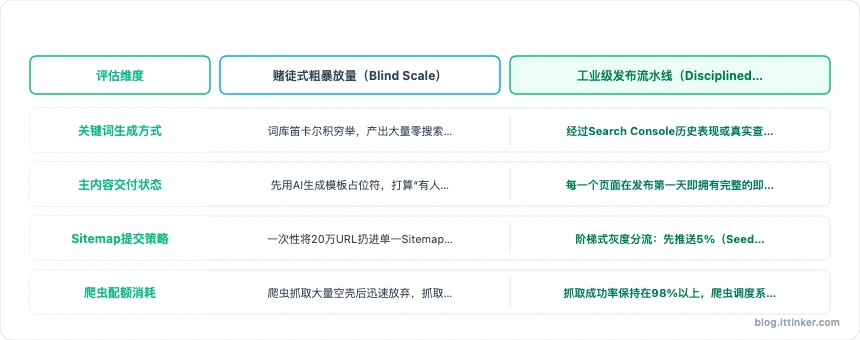 评估维度
赌徒式粗暴放量（Blind Scale）
工业级发布流水线（Disciplined...
关键词生成方式
词库笛卡尔积穷举，产出大量零搜索...
经过Search Console历史表现或真实查...
主内容交付状态
先用AI生成模板占位符，打算“有人...
每一个页面在发布第一天即拥有完整的即...
Sitemap提交策略
一次性将20万URL扔进单一Sitemap...
阶梯式灰度分流：先推送5%（Seed...
爬虫配额消耗
爬虫抓取大量空壳后迅速放弃，抓取...
抓取成功率保持在98%以上，爬虫调度系...
blog.ittinker.com